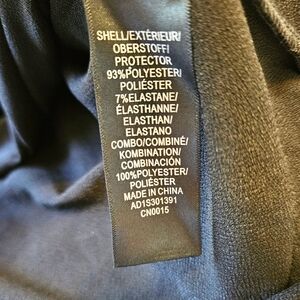 SHELL/EXTÉRIEUR/
OBERSTOFF/
PROTECTOR
93%POLYESTER/
POLIÉSTER
7%ELASTANE/
ÉLASTHANNE/
ELASTHAN/
ELASTANO
COMBO/COMBINÉ/
KOMBINATION/
COMBINACIÓN
100%POLYESTER/
POLIÉSTER
MADE IN CHINA
AD1S301391
CN0015